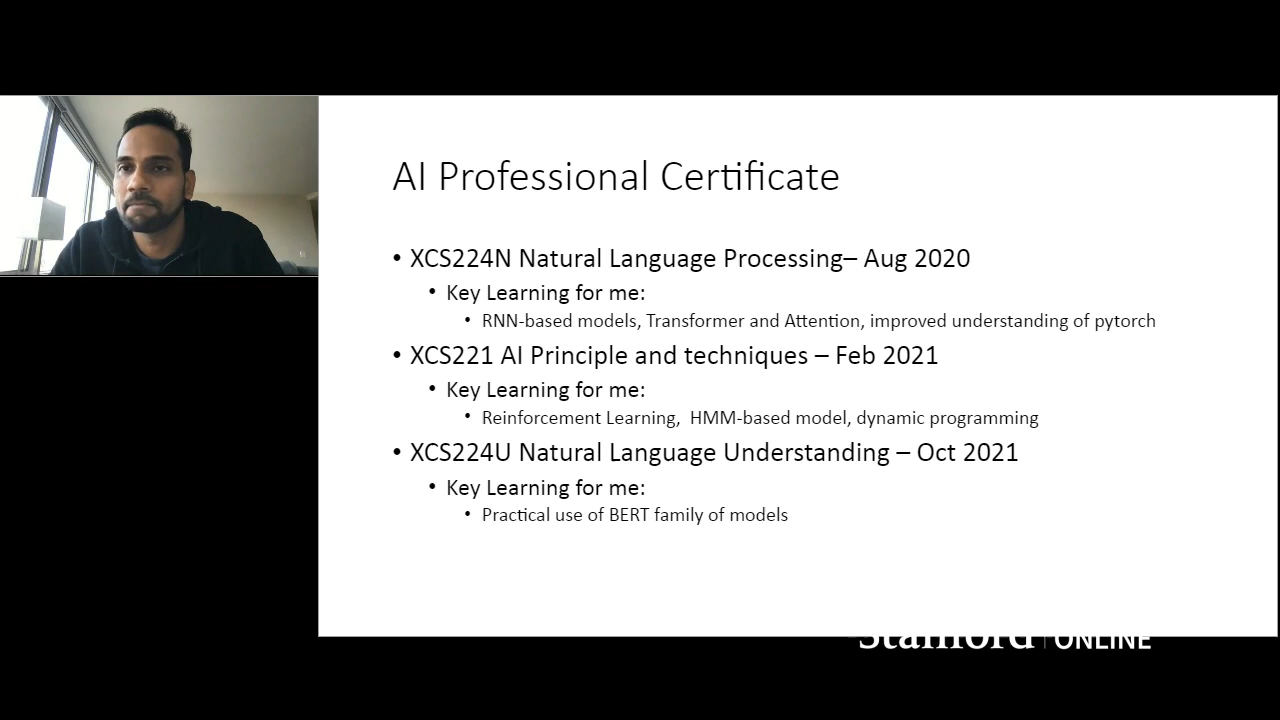 AI Professional Certificate
• XCS224N Natural Language Processing– Aug 2020
• Key Learning for me:
• RNN-based models, Transformer and Attention, improved understanding of pytorch
• XCS221 AI Principle and techniques – Feb 2021
• Key Learning for me:
• Reinforcement Learning,  HMM-based model, dynamic programming
• XCS224U Natural Language Understanding – Oct 2021
• Key Learning for me:
• Practical use of BERT family of models
Stanford | ONLINE